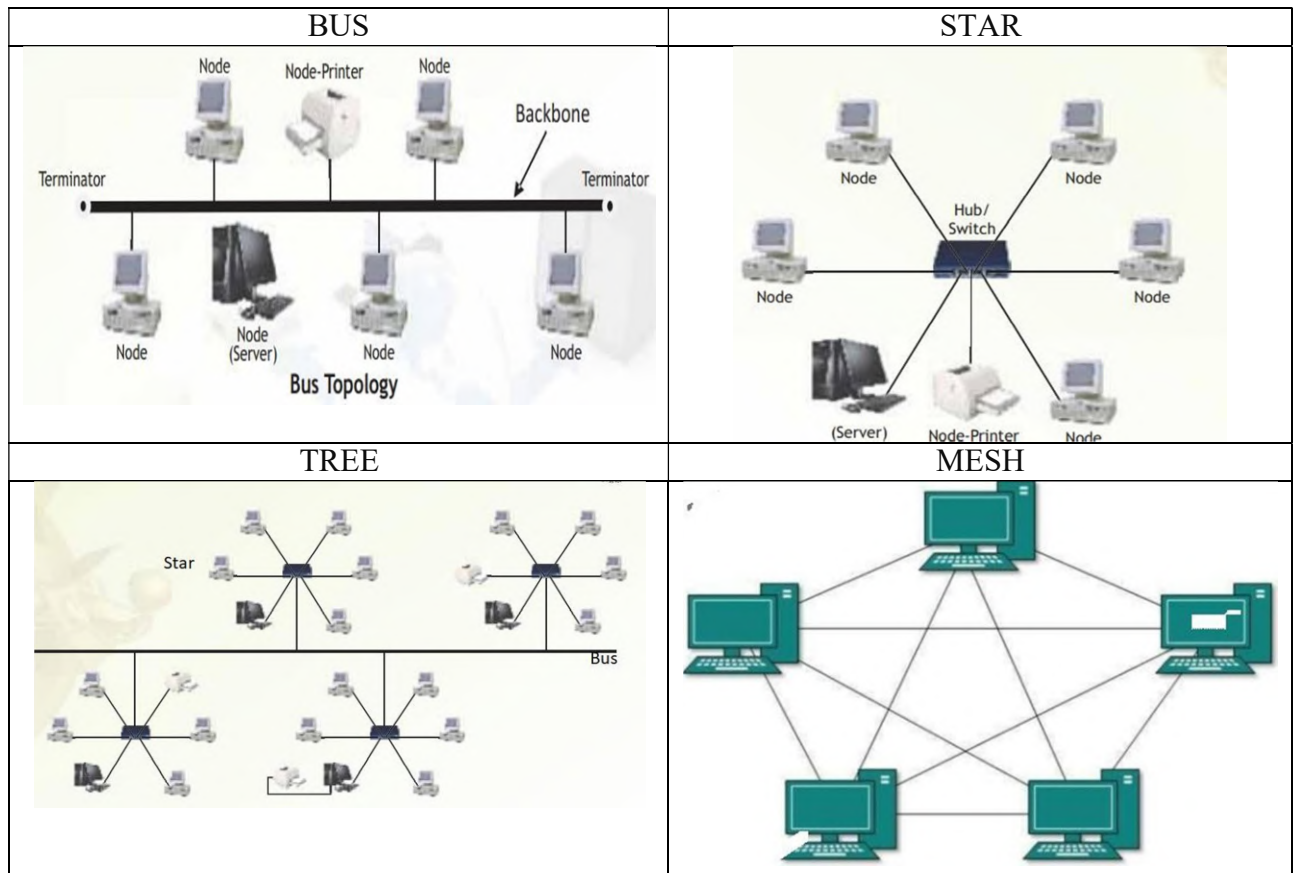 BUS
STAR
Node
Node-Printer
Node
Backbone
Terminator
Terminator
Node
Node
(Server)
Node
Node
Bus Topology
Node
Node
Hub/
Switch
Node
Node
(Server)
Node-Printer
Node
TREE
MESH
Star
Bus